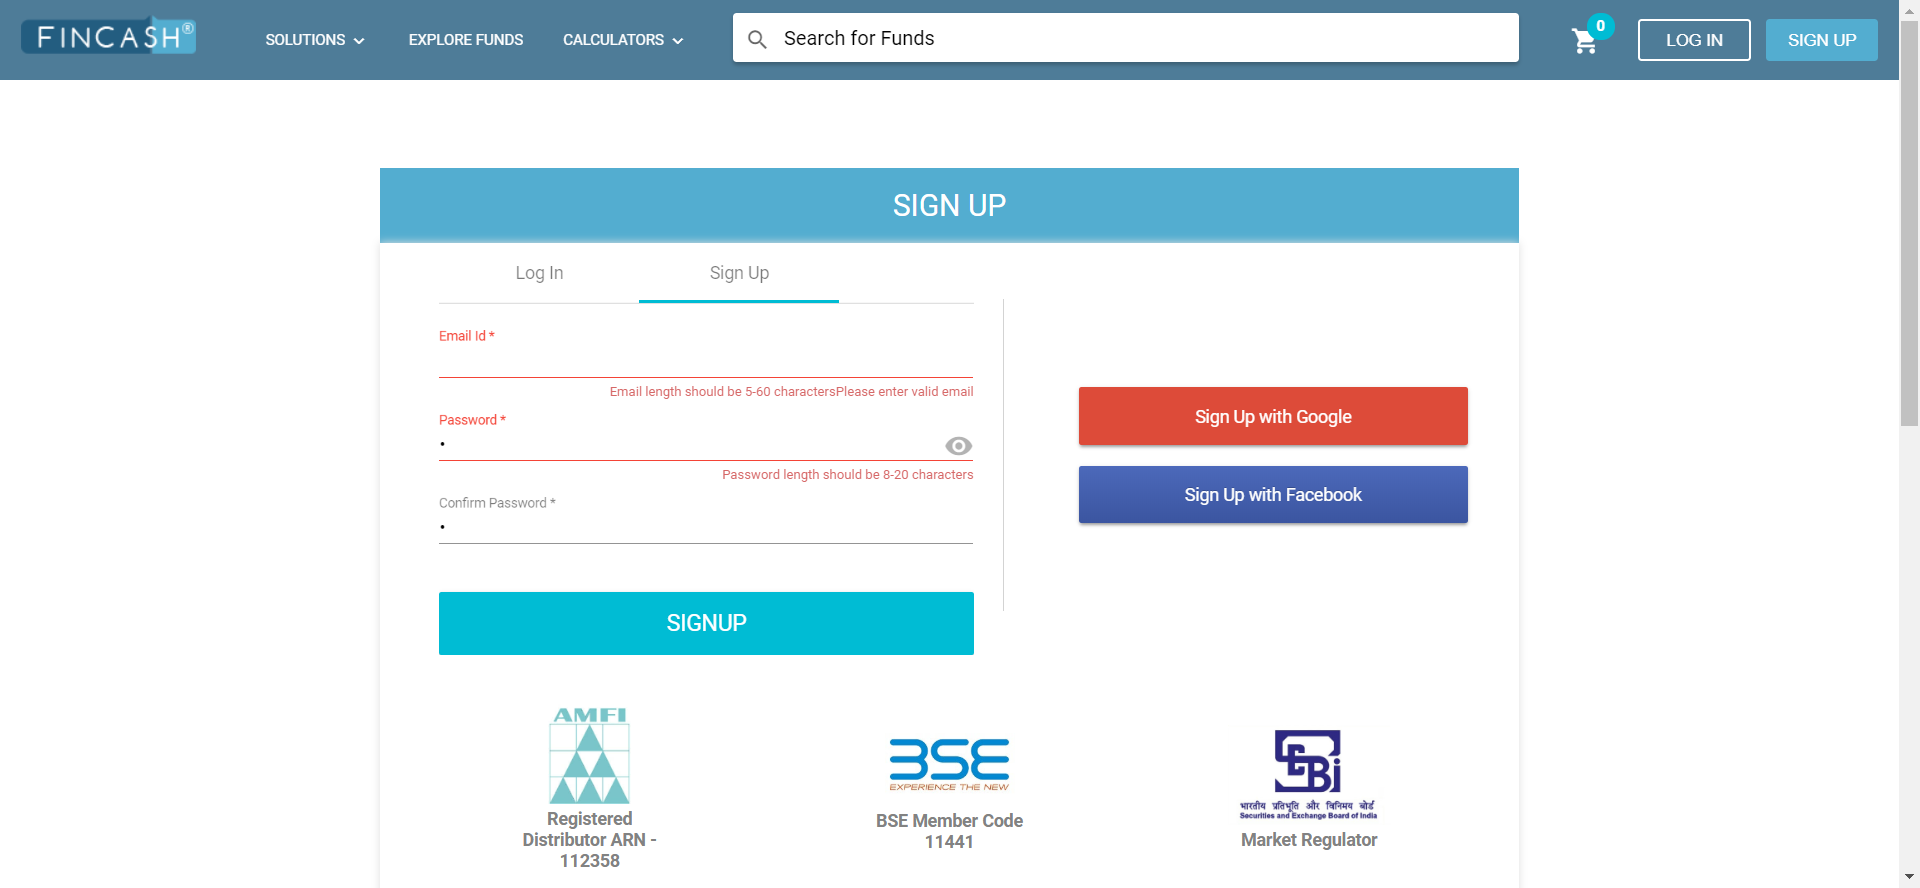 FINCASH®
SOLUTIONS
EXPLORE FUNDS
CALCULATORS
Search for Funds
0
LOG IN
SIGN UP
SIGN UP
Log In
Sign Up
Email Id *
Email length should be 5-60 charactersPlease enter valid email
Password *
•
Password length should be 8-20 characters
Confirm Password *
•
SIGNUP
Sign Up with Google
Sign Up with Facebook
AMFI
Registered
Distributor ARN -
112358
BSE
EXPERIENCE THE NEW
BSE Member Code
11441
SEBI
भारतीय प्रतिभूति और विनिमय बोर्ड
Securities and Exchange Board of India
Market Regulator